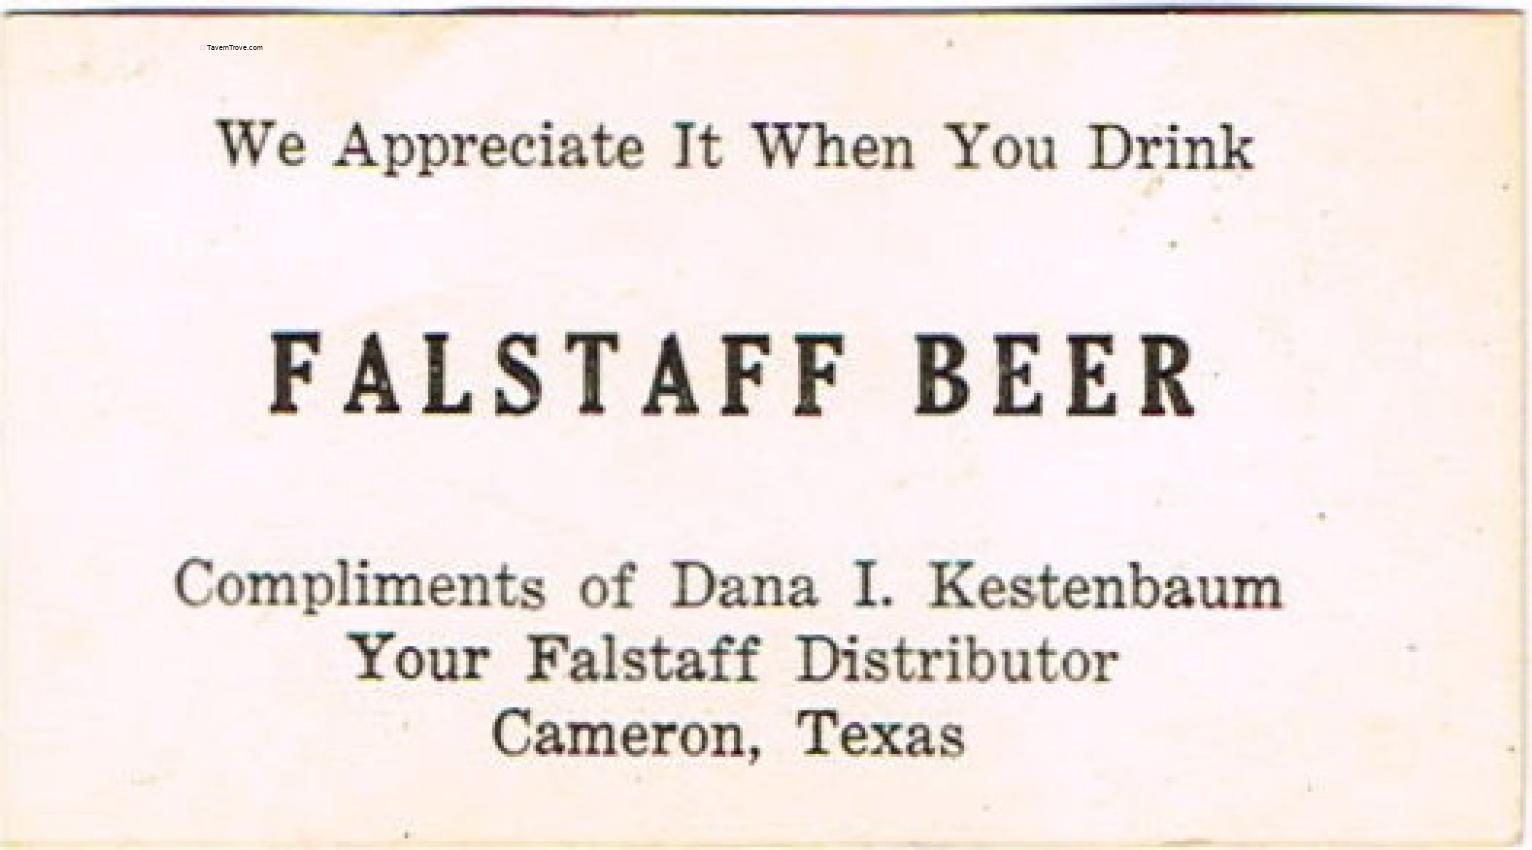 TavernTrove.com
We Appreciate It When You Drink
FALSTAFF BEER
Compliments of Dana I. Kestenbaum
Your Falstaff Distributor
Cameron, Texas